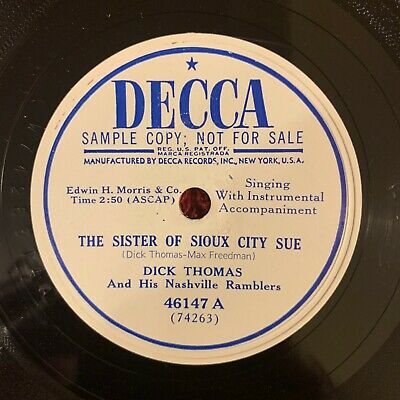 DECCA
SAMPLE COPY; NOT FOR SALE
REG. U.S. PAT. OFF.
MARCA REGISTRADA
MANUFACTURED BY DECCA RECORDS, INC., NEW YORK, U.S.A.
Edwin H. Morris & Co.
Time 2:50 (ASCAP)
Singing
With Instrumental
Accompaniment
THE SISTER OF SIOUX CITY SUE
(Dick Thomas-Max Freedman)
DICK THOMAS
And His Nashville Ramblers
46147 A
(74263)